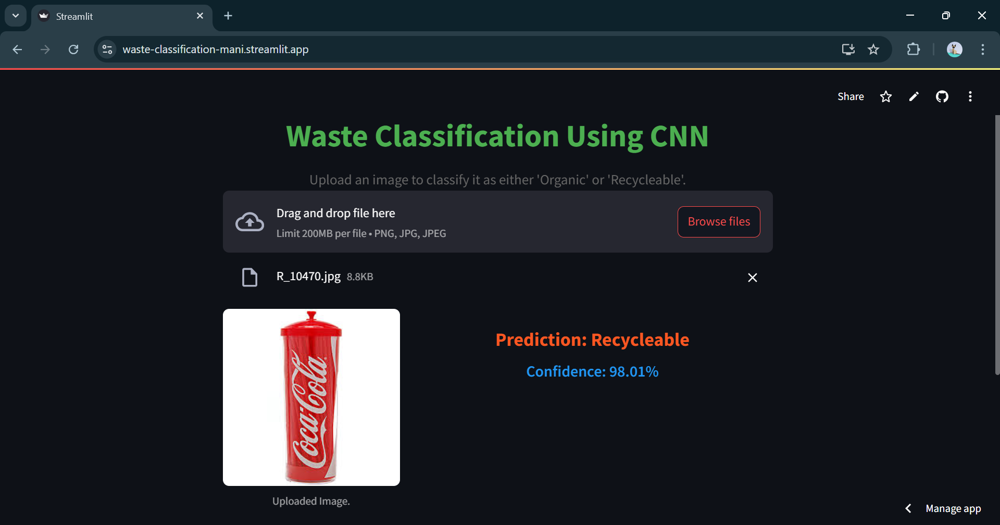 Streamlit
waste-classification-mani.streamlit.app
Share
Waste Classification Using CNN
Upload an image to classify it as either 'Organic' or 'Recycleable'.
Drag and drop file here
Limit 200MB per file • PNG, JPG, JPEG
Browse files
R_10470.jpg 8.8KB
Coca-Cola
Prediction: Recycleable
Confidence: 98.01%
Uploaded Image.
Manage app